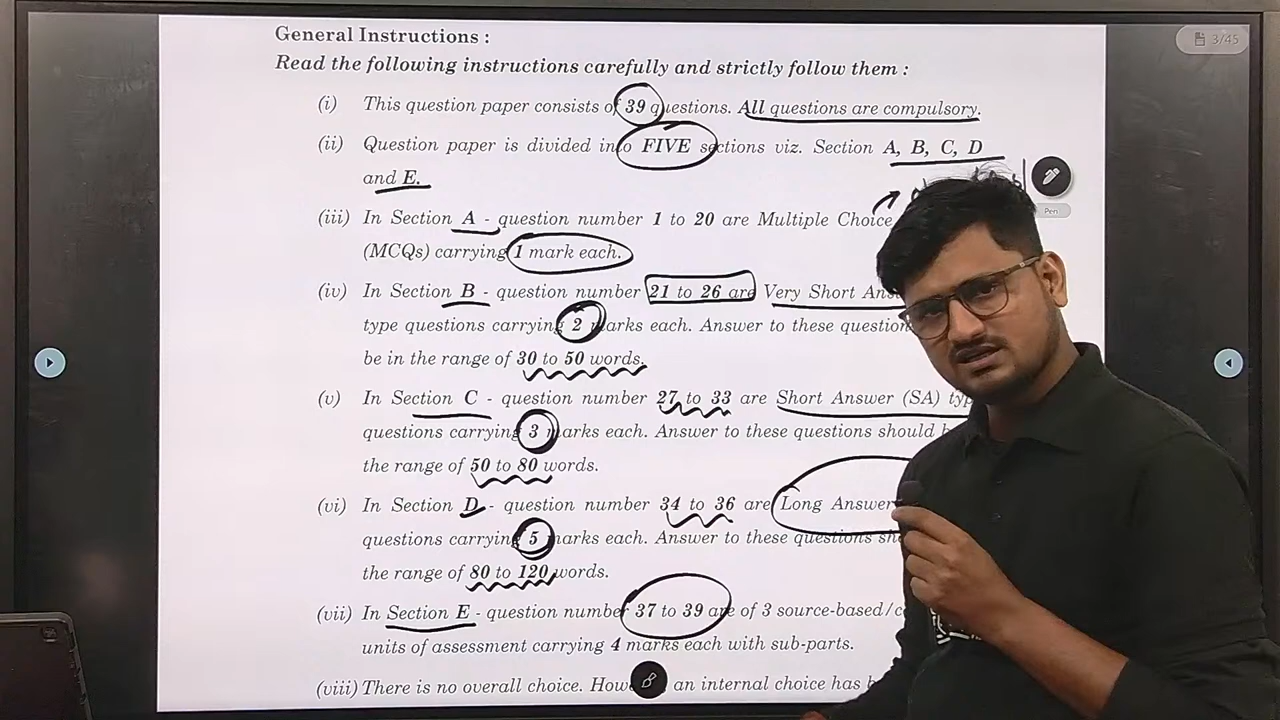 General Instructions :
3/45
Read the following instructions carefully and strictly follow them :
(i) This question paper consists of 39 questions. All questions are compulsory.
(ii) Question paper is divided into FIVE sections viz. Section A, B, C, D
and E.
Pen
(iii) In Section A - question number 1 to 20 are Multiple Choice
(MCQs) carrying 1 mark each.
(iv) In Section B - question number 21 to 26 are Very Short
type questions carrying 2 marks each. Answer to these
be in the range of 30 to 50 words.
(v) In Section C - question number 27 to 33 are Short Answer (SA)
questions carrying 3 marks each. Answer to these questions should
the range of 50 to 80 words.
(vi) In Section D - question number 34 to 36 are Long Answer
questions carrying 5 marks each. Answer to these questions
the range of 80 to 120 words.
(vii) In Section E - question number 37 to 39 are of 3 source-based/
units of assessment carrying 4 marks each with sub-parts.
(viii) There is no overall choice. However an internal choice has